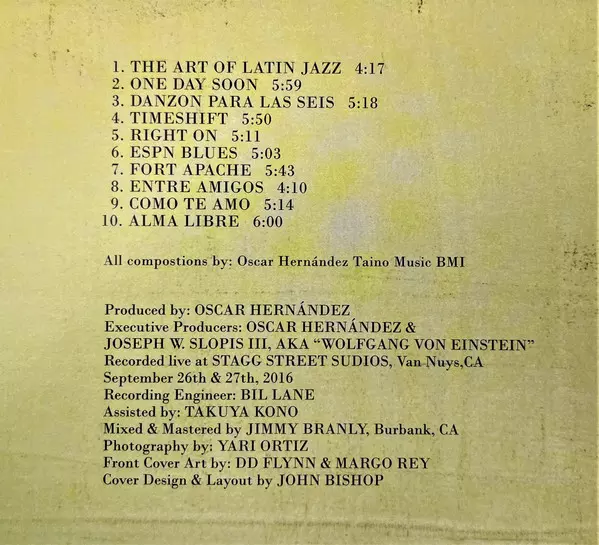 1. THE ART OF LATIN JAZZ 4:17
2. ONE DAY SOON 5:59
3. DANZON PARA LAS SEIS 5:18
4. TIMESHIFT 5:50
5. RIGHT ON 5:11
6. ESPN BLUES 5:03
7. FORT APACHE 5:43
8. ENTRE AMIGOS 4:10
9. COMO TE AMO 5:14
10. ALMA LIBRE 6:00
All compostions by: Oscar Hernández Taino Music BMI
Produced by: OSCAR HERNÁNDEZ
Executive Producers: OSCAR HERNÁNDEZ &
JOSEPH W. SLOPIS III, AKA “WOLFGANG VON EINSTEIN”
Recorded live at STAGG STREET SUDIOS, Van Nuys,CA
September 26th & 27th, 2016
Recording Engineer: BIL LANE
Assisted by: TAKUYA KONO
Mixed & Mastered by JIMMY BRANLY, Burbank, CA
Photography by: YARI ORTIZ
Front Cover Art by: DD FLYNN & MARGO REY
Cover Design & Layout by JOHN BISHOP